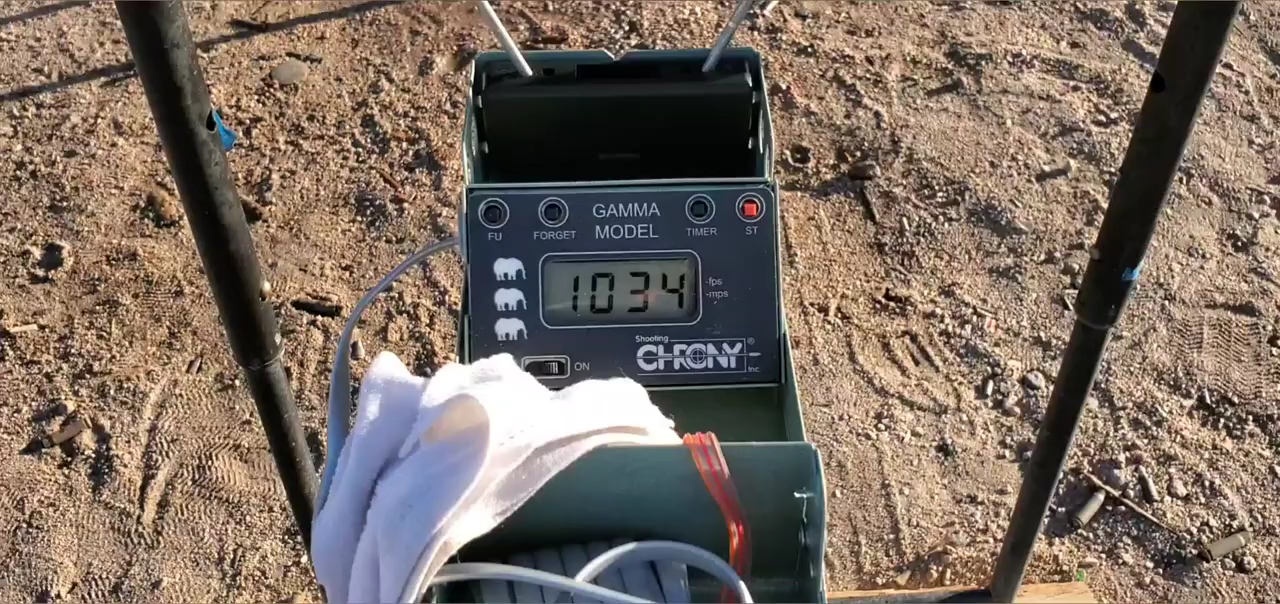 GAMMA
MODEL
FU FORGET TIMER ST
1034
-fps
-mps
Shooting
CHRONY®
Inc
ON